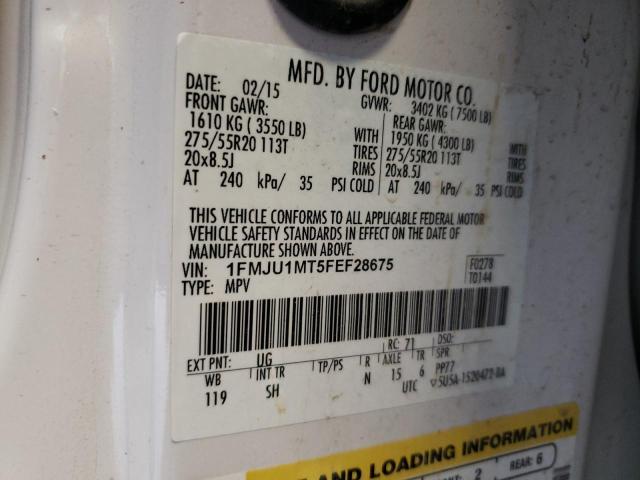 MFD. BY FORD MOTOR CO.
DATE: 02/15 GVWR: 3402 KG ( 7500 LB)
FRONT GAWR: REAR GAWR:
1610 KG ( 3550 LB) WITH 1950 KG ( 4300 LB) WITH
275/55R20 113T TIRES 275/55R20 113T TIRES
20x8.5J RIMS 20x8.5J RIMS
AT 240 kPa/ 35 PSI COLD AT 240 kPa/ 35 PSI COLD
THIS VEHICLE CONFORMS TO ALL APPLICABLE FEDERAL MOTOR
VEHICLE SAFETY STANDARDS IN EFFECT ON THE DATE OF
MANUFACTURE SHOWN ABOVE.
VIN: 1FMJU1MT5FEF28675 F0278
TYPE: MPV T0144
EXT PNT: UG RC: 71 DSO:
WB INT TR TP/PS R AXLE TR SPR
119 SH N 15 6 PP77
UTC 5U5A-1520472-BA
AND LOADING INFORMATION
2 REAR: 6